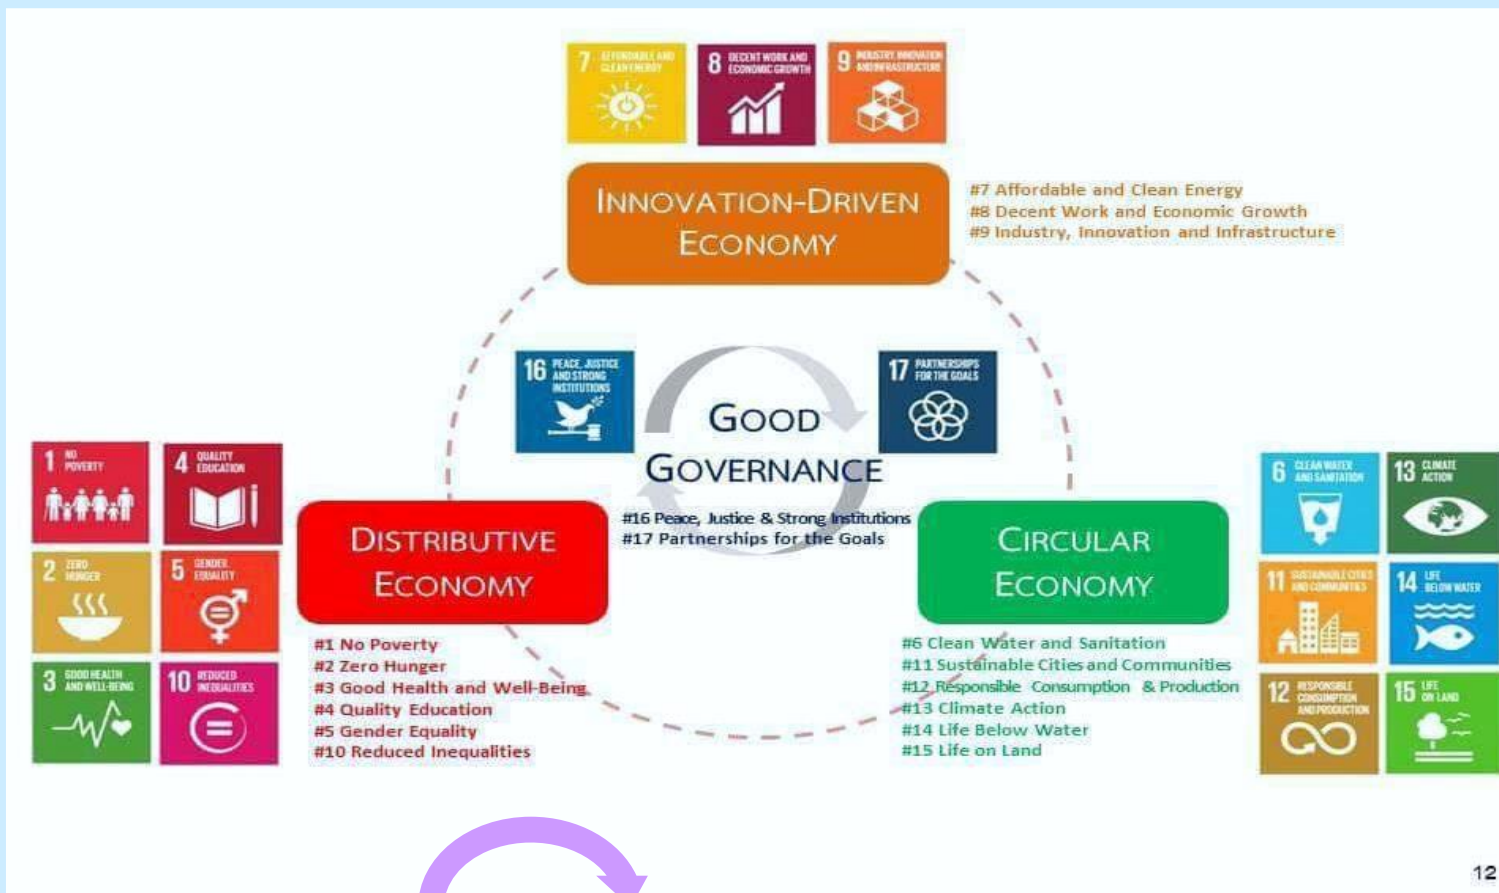 7 AFFORDABLE AND
CLEAN ENERGY
8 DECENT WORK AND
ECONOMIC GROWTH
9 INDUSTRY, INNOVATION
AND INFRASTRUCTURE
INNOVATION-DRIVEN
ECONOMY
#7 Affordable and Clean Energy
#8 Decent Work and Economic Growth
#9 Industry, Innovation and Infrastructure
16 PEACE, JUSTICE
AND STRONG
INSTITUTIONS
17 PARTNERSHIPS
FOR THE GOALS
GOOD
GOVERNANCE
#16 Peace, Justice & Strong Institutions
#17 Partnerships for the Goals
1 NO
POVERTY
4 QUALITY
EDUCATION
2 ZERO
HUNGER
5 GENDER
EQUALITY
3 GOOD HEALTH
AND WELL-BEING
10 REDUCED
INEQUALITIES
DISTRIBUTIVE
ECONOMY
#1 No Poverty
#2 Zero Hunger
#3 Good Health and Well-Being
#4 Quality Education
#5 Gender Equality
#10 Reduced Inequalities
CIRCULAR
ECONOMY
#6 Clean Water and Sanitation
#11 Sustainable Cities and Communities
#12 Responsible Consumption & Production
#13 Climate Action
#14 Life Below Water
#15 Life on Land
6 CLEAN WATER
AND SANITATION
13 CLIMATE
ACTION
11 SUSTAINABLE CITIES
AND COMMUNITIES
14 LIFE
BELOW WATER
12 RESPONSIBLE
CONSUMPTION
AND PRODUCTION
15 LIFE
ON LAND
12